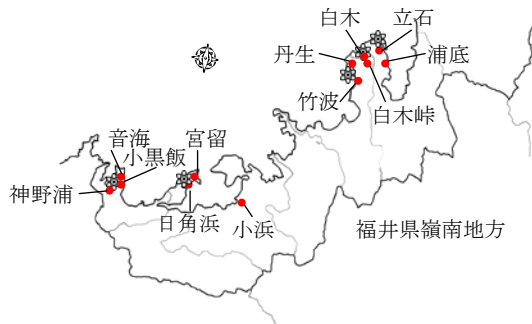 白木
立石
丹生
浦底
竹波
白木峠
音海
宮留
小黒飯
神野浦
日角浜
小浜
福井県嶺南地方